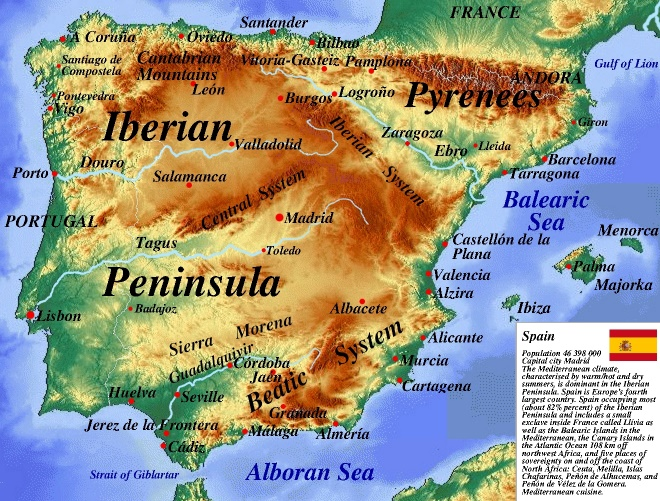 FRANCE
Santander
A Coruña
Oviedo
Bilbao
Vitoria-Gasteiz
Pamplona
Gulf of Lion
Santiago de
Compostela
Cantabrian
Mountains
León
ANDORA
Pontevedra
Vigo
Burgos
Logroño
Pyrenees
Giron
Iberian
Valladolid
Iberian
System
Zaragoza
Ebro
Lleida
Barcelona
Tarragona
Porto
Douro
Salamanca
Central System
Madrid
Balearic
Sea
PORTUGAL
Tagus
Toledo
Castellón de la
Plana
Menorca
Palma
Majorka
Peninsula
Valencia
Alzira
Ibiza
Lisbon
Badajoz
Albacete
Sierra Morena
Guadalquiyir
Córdoba
Jaén
Beatic System
Alicante
Murcia
Cartagena
Huelva
Seville
Granada
Jerez de la Frontera
Málaga
Almería
Cádiz
Strait of Giblartar
Alboran Sea
Spain
Population 46 398 000
Capital city Madrid
The Mediterranean climate,
characterised by warm/hot and dry
summers, is dominant in the Iberian
Peninsula. Spain is Europe's fourth
largest country. Spain occupying most
(about 82% percent) of the Iberian
Peninsula and includes a small
exclave inside France called Llívia as
well as the Balearic Islands in the
Mediterranean, the Canary Islands in
the Atlantic Ocean 108 km off
northwest Africa, and five places of
sovereignty on and off the coast of
North Africa: Ceuta, Melilla, Islas
Chafarinas, Peñón de Alhucemas, and
Peñón de Vélez de la Gomera.
Mediterranean cuisine.